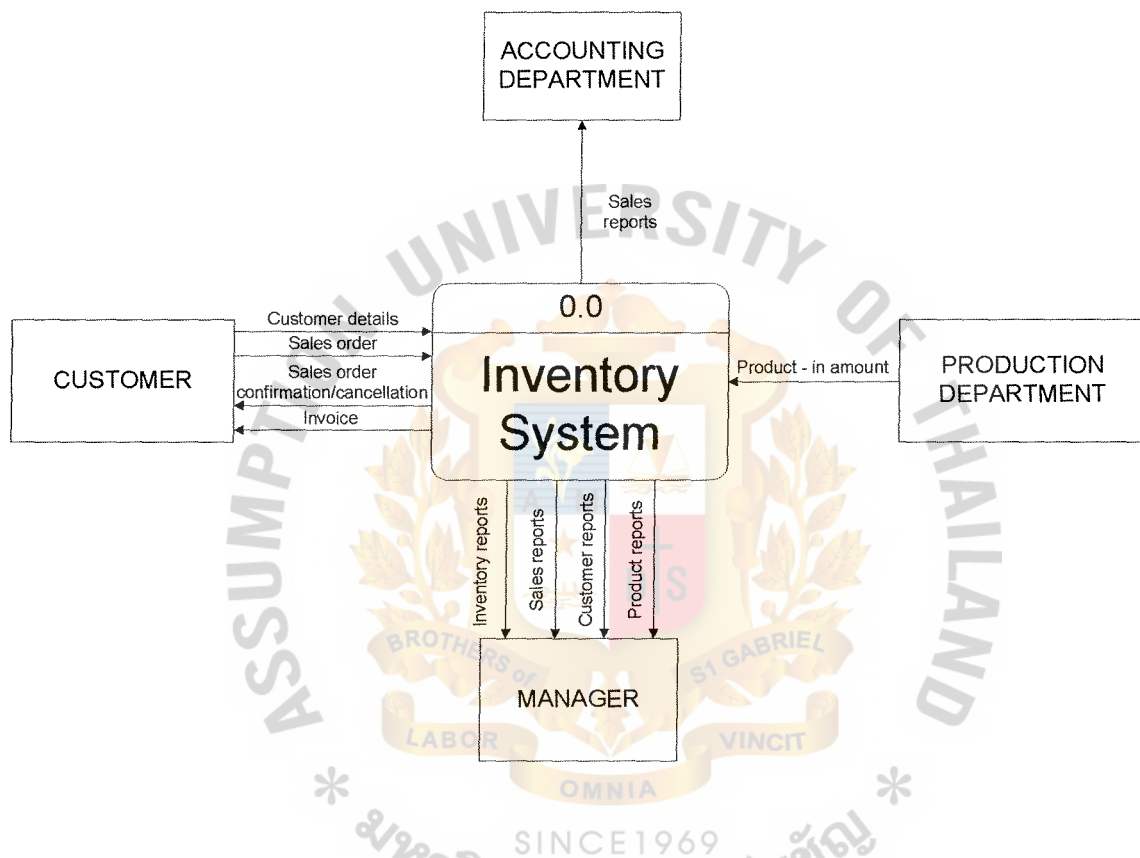 ACCOUNTING
DEPARTMENT
Sales
reports
0.0
Inventory
System
CUSTOMER
Customer details
Sales order
Sales order
confirmation/cancellation
Invoice
Product - in amount
PRODUCTION
DEPARTMENT
Inventory reports
Sales reports
Customer reports
Product reports
MANAGER
ASSUMPTION UNIVERSITY OF THAILAND
BROTHERS of
S1 GABRIEL
LABOR
OMNIA
VINCIT
SINCE1969